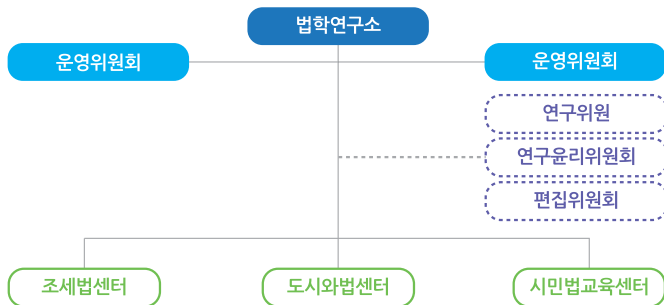 법학연구소
운영위원회
운영위원회
연구위원
연구윤리위원회
편집위원회
조세법센터
도시와법센터
시민법교육센터